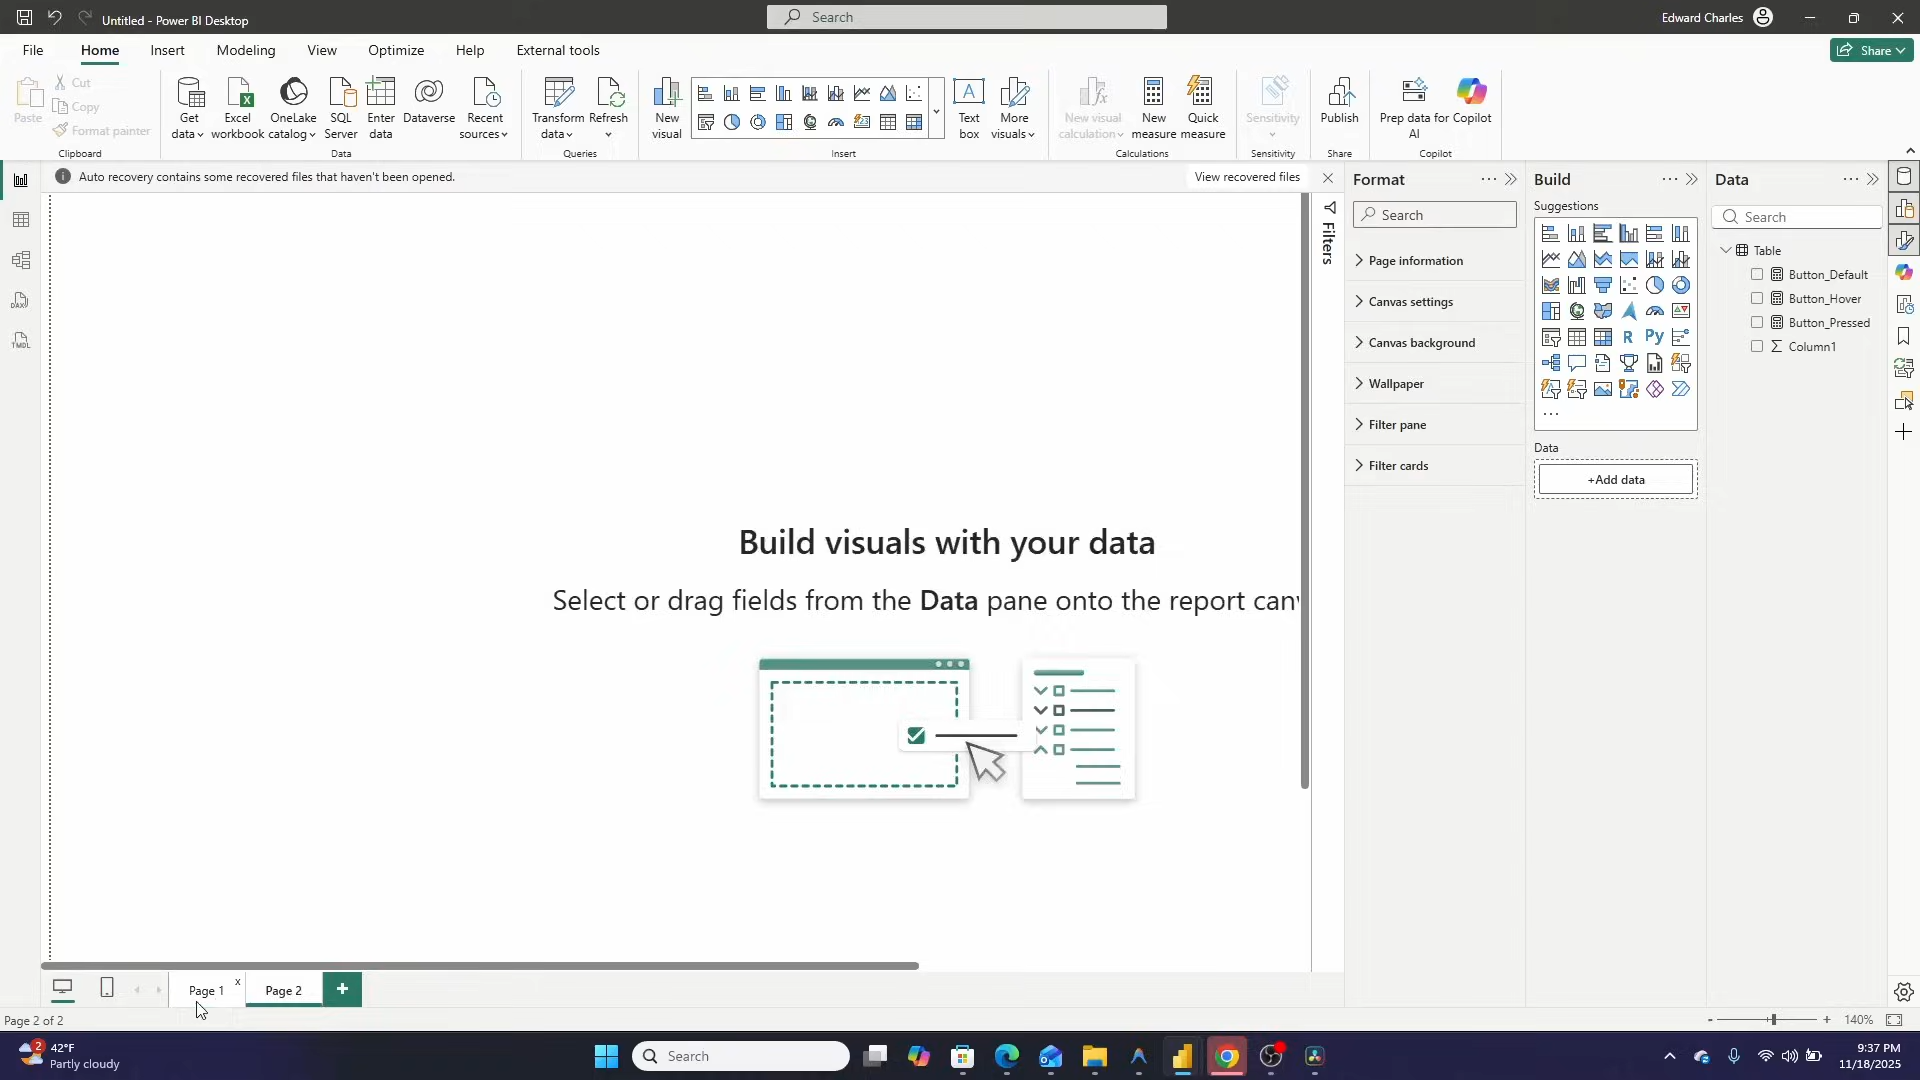 Untitled - Power BI Desktop
Search
Edward Charles
File
Home
Insert
Modeling
View
Optimize
Help
External tools
Share
Paste
Cut
Copy
Format painter
Clipboard
Get data
Excel workbook
OneLake catalog
SQL Server
Enter data
Dataverse
Recent sources
Data
Transform data
Refresh
Queries
New visual
Text box
More visuals
Insert
New visual calculation
New measure
Quick measure
Calculations
Sensitivity
Sensitivity
Publish
Share
Prep data for AI
Copilot
Copilot
Auto recovery contains some recovered files that haven't been opened.
View recovered files
Filters
Format
Search
Page information
Canvas settings
Canvas background
Wallpaper
Filter pane
Filter cards
Build
Suggestions
R
Py
Data
+Add data
Data
Search
Table
Button_Default
Button_Hover
Button_Pressed
Column1
DAX
TMDL
Build visuals with your data
Select or drag fields from the Data pane onto the report can
Page 1
x
Page 2
+
Page 2 of 2
-
+
140%
2
42°F
Partly cloudy
Search
9:37 PM
11/18/2025